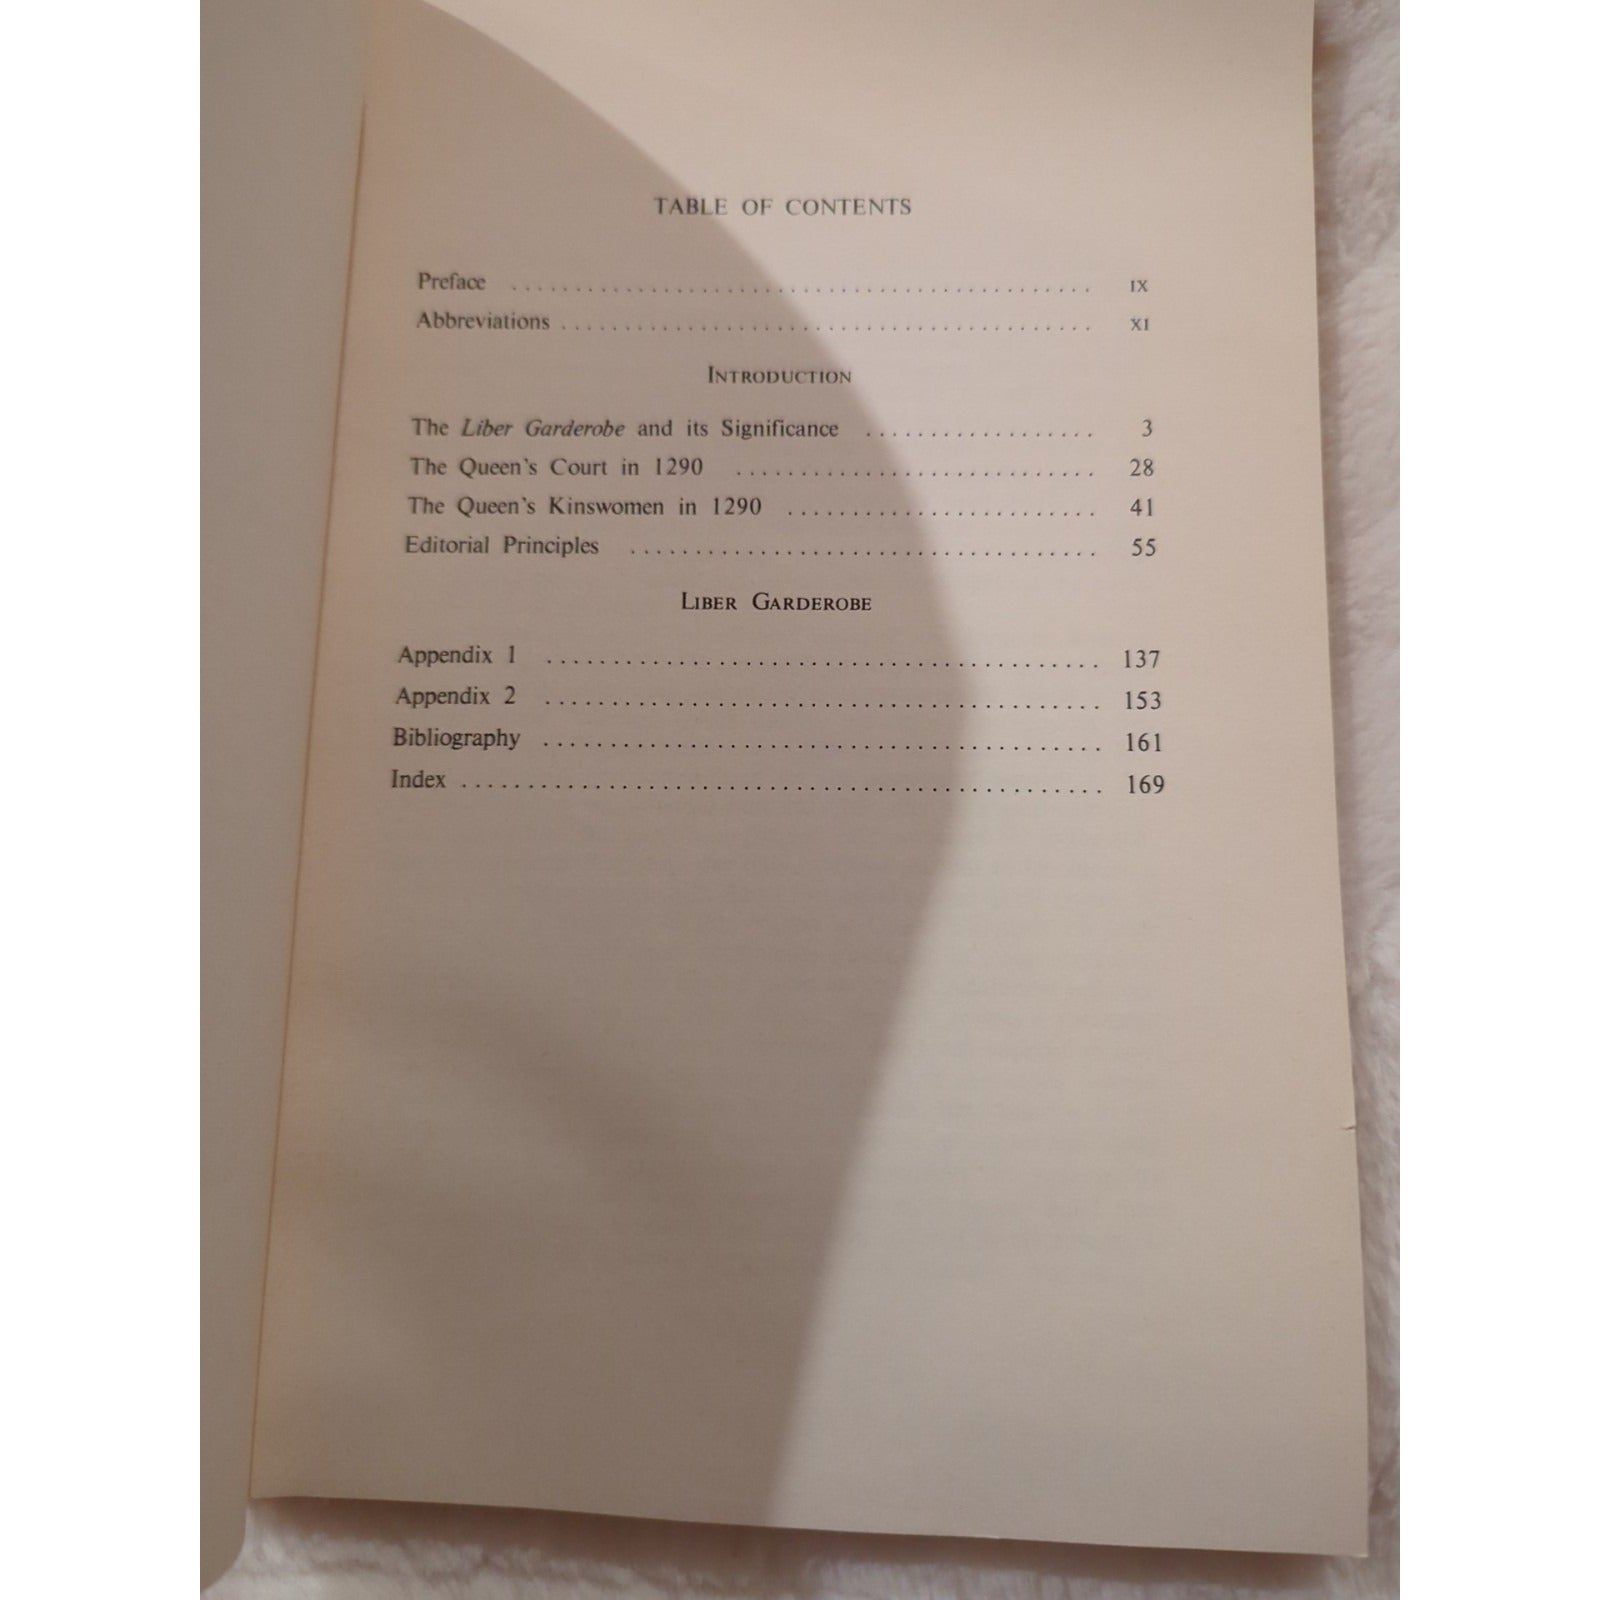 TABLE OF CONTENTS
Preface .............................................. IX
Abbreviations .......................................... XI
INTRODUCTION
The Liber Garderobe and its Significance .................. 3
The Queen's Court in 1290 ............................ 28
The Queen's Kinswomen in 1290 ........................ 41
Editorial Principles ..................................... 55
LIBER GARDEROBE
Appendix 1 ........................................... 137
Appendix 2 ........................................... 153
Bibliography ........................................... 161
Index .................................................. 169